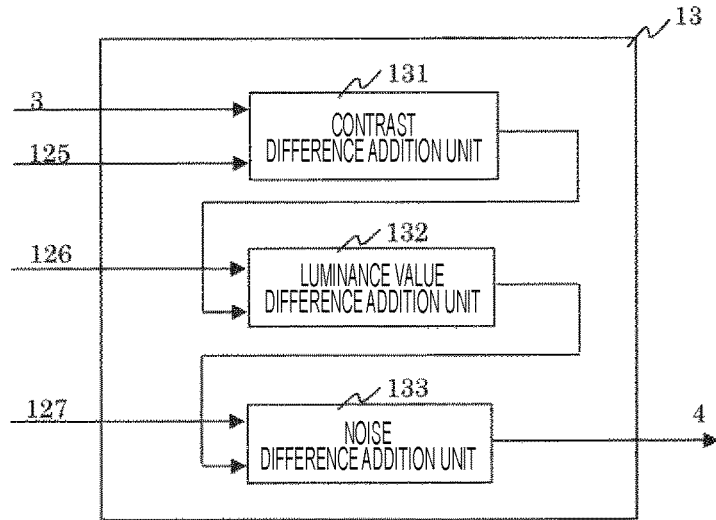 13
131
3
CONTRAST
DIFFERENCE ADDITION UNIT
125
132
126
LUMINANCE VALUE
DIFFERENCE ADDITION UNIT
133
127
4
NOISE
DIFFERENCE ADDITION UNIT